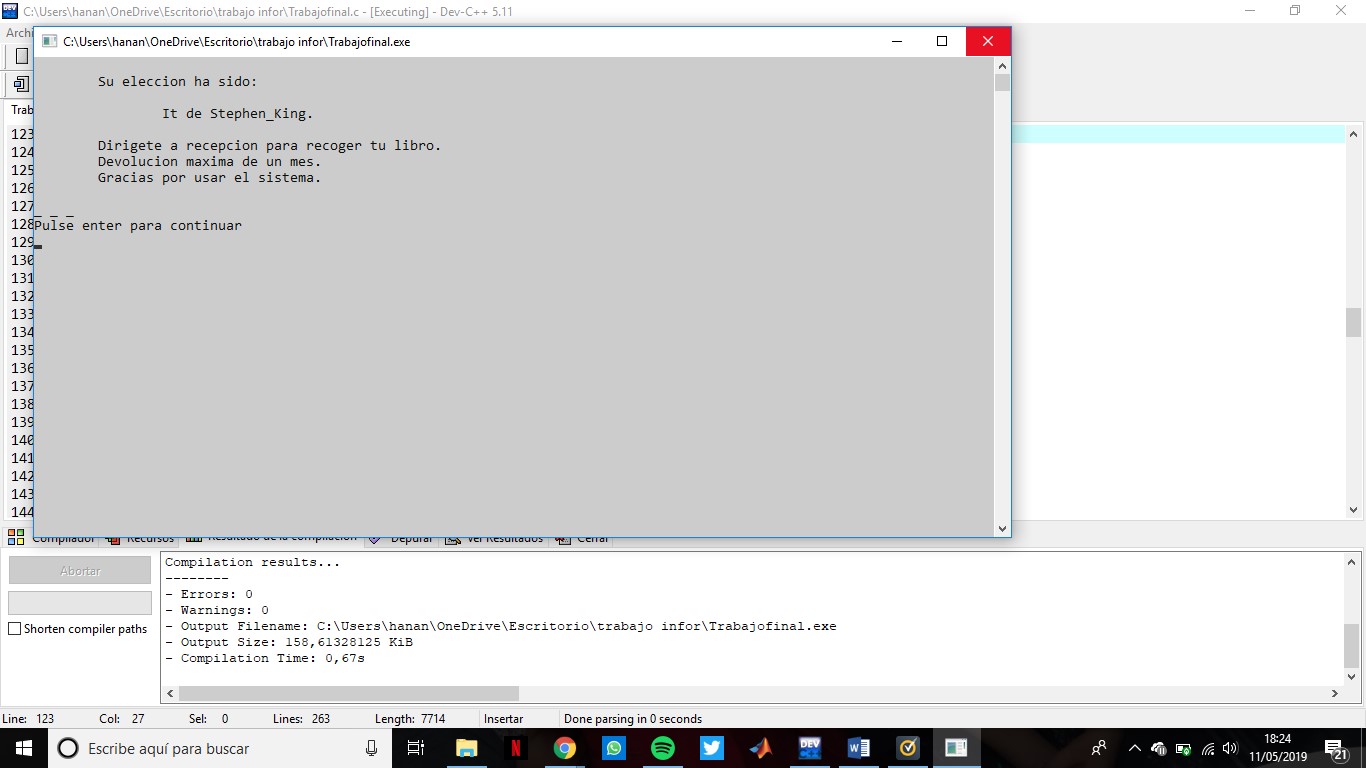 C:\Users\hanan\OneDrive\Escritorio\trabajo infor\Trabajofinal.c - [Executing] - Dev-C++ 5.11
Archi
C:\Users\hanan\OneDrive\Escritorio\trabajo infor\Trabajofinal.exe
Su eleccion ha sido:
It de Stephen_King.
Dirigete a recepcion para recoger tu libro.
Devolucion maxima de un mes.
Gracias por usar el sistema.
_ _ _
Pulse enter para continuar
Trab
123
124
125
126
127
128
129
130
131
132
133
134
135
136
137
138
139
140
141
142
143
144
Compilador Recursos Resultado de la compilación Depurar Ver Resultados Cerrar
Abortar
Shorten compiler paths
Compilation results...
--------
- Errors: 0
- Warnings: 0
- Output Filename: C:\Users\hanan\OneDrive\Escritorio\trabajo infor\Trabajofinal.exe
- Output Size: 158,61328125 KiB
- Compilation Time: 0,67s
Line: 123 Col: 27 Sel: 0 Lines: 263 Length: 7714 Insertar Done parsing in 0 seconds
Escribe aquí para buscar
DEV
18:24
11/05/2019
21